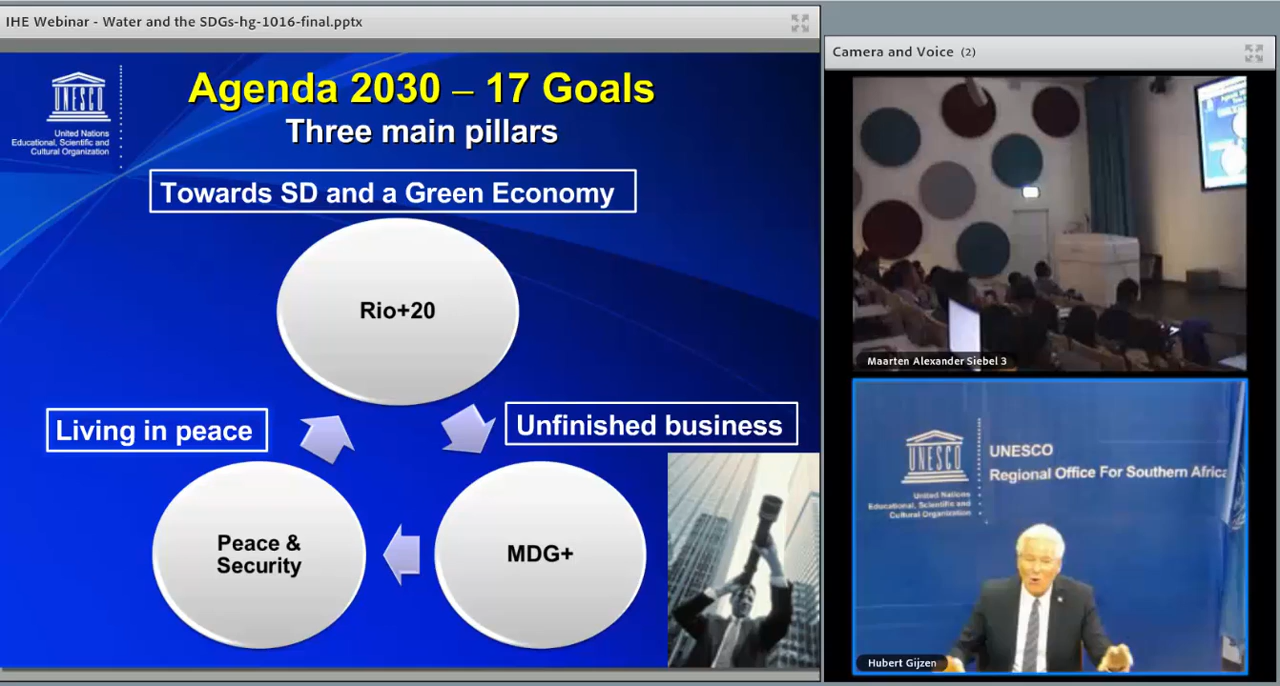 IHE Webinar - Water and the SDGs-hg-1016-final.pptx
UNESCO
United Nations
Educational, Scientific and
Cultural Organization
Agenda 2030 – 17 Goals
Three main pillars
Towards SD and a Green Economy
Rio+20
Living in peace
Unfinished business
Peace &
Security
MDG+
Camera and Voice (2)
Maarten Alexander Siebel 3
UNESCO
United Nations
Educational, Scientific and
Cultural Organization
UNESCO
Regional Office For Southern Africa
Hubert Gijzen